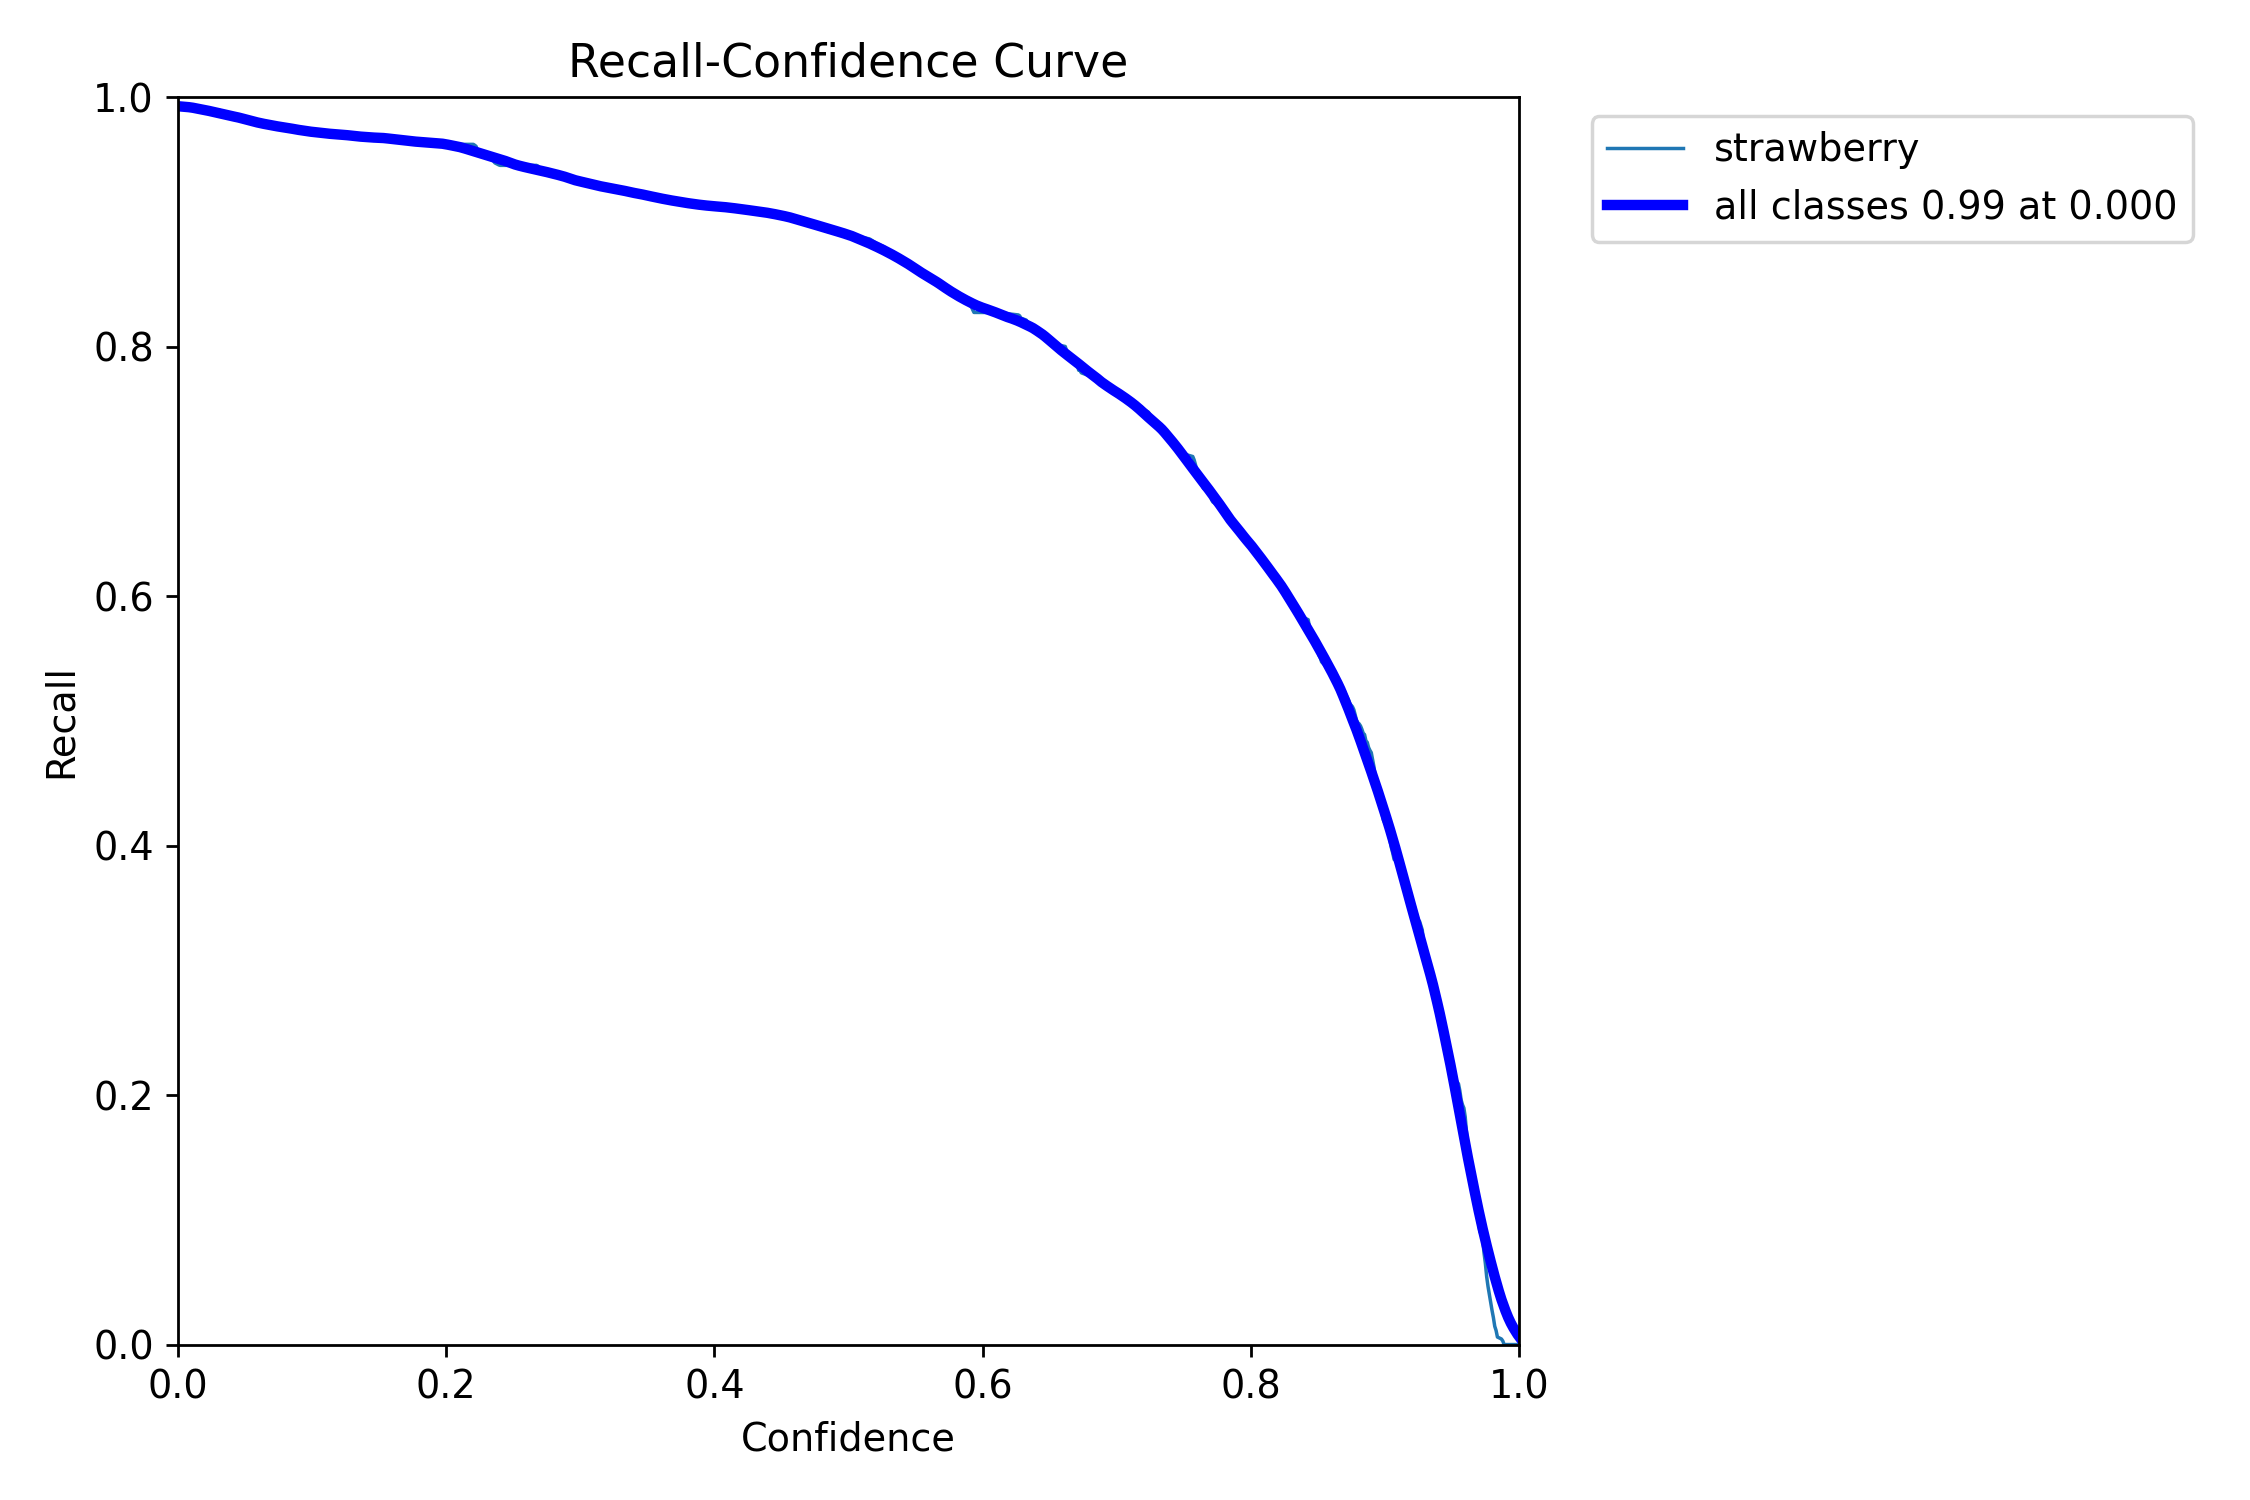 Recall-Confidence Curve
strawberry
all classes 0.99 at 0.000
Recall
1.0
0.8
0.6
0.4
0.2
0.0
0.0 0.2 0.4 0.6 0.8 1.0
Confidence